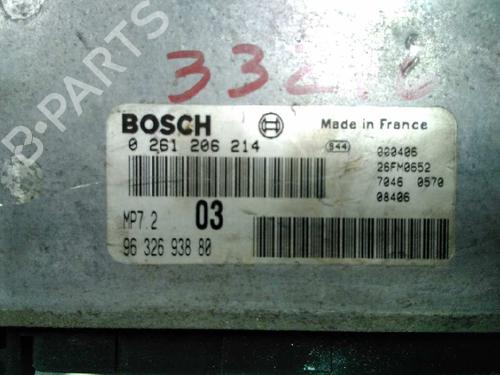 B-PARTS
BOSCH
Made in France
0 261 206 214
S44
000406
26FM0652
7046 0570
08406
MP7.2
03
96 326 938 80